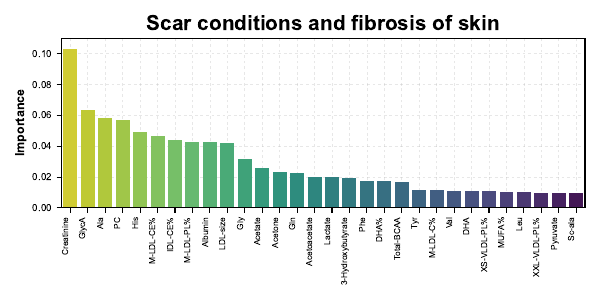 Scar conditions and fibrosis of skin
Importance
0.10
0.08
0.06
0.04
0.02
0.00
Creatinine
GlycA
Ala
PC
His
M-LDL-CE%
IDL-CE%
M-LDL-PL%
Albumin
LDL-size
Gly
Acetate
Acetone
Gln
Acetoacetate
Lactate
3-Hydroxybutyrate
Phe
DHA%
Total-BCAA
Tyr
M-LDL-C%
Val
DHA
XS-VLDL-PL%
MUFA%
Leu
XXL-VLDL-PL%
Pyruvate
Sc-ala